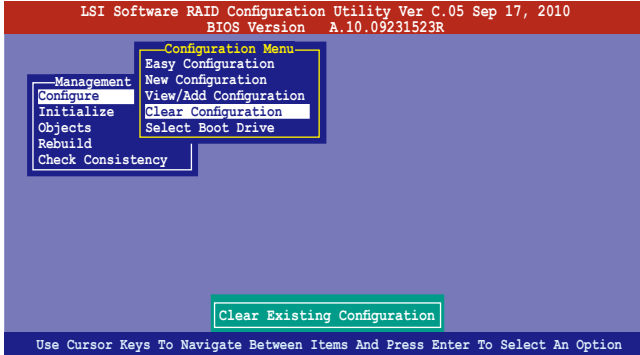 LSI Software RAID Configuration Utility Ver C.05 Sep 17, 2010
BIOS Version A.10.09231523R
Management
Configure
Initialize
Objects
Rebuild
Check Consistency
Configuration Menu
Easy Configuration
New Configuration
View/Add Configuration
Clear Configuration
Select Boot Drive
Clear Existing Configuration
Use Cursor Keys To Navigate Between Items And Press Enter To Select An Option